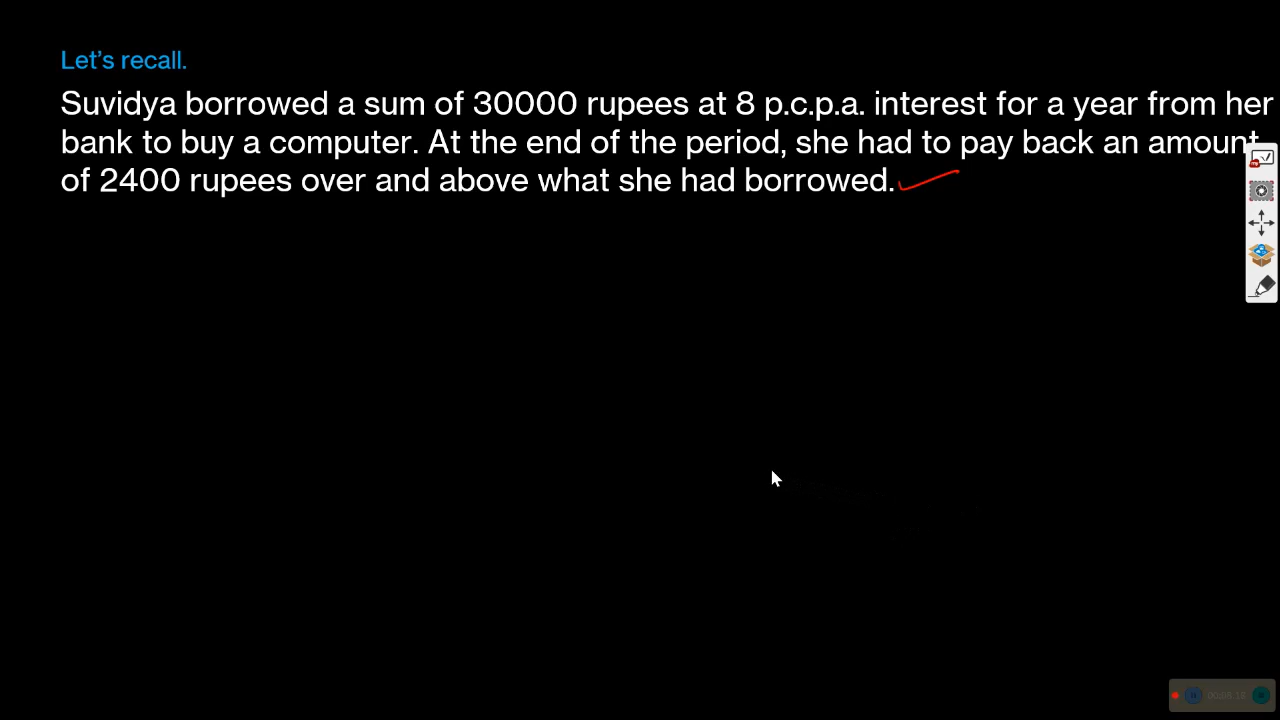 Let's recall.
Suvidya borrowed a sum of 30000 rupees at 8 p.c.p.a. interest for a year from her
bank to buy a computer. At the end of the period, she had to pay back an amount
of 2400 rupees over and above what she had borrowed.